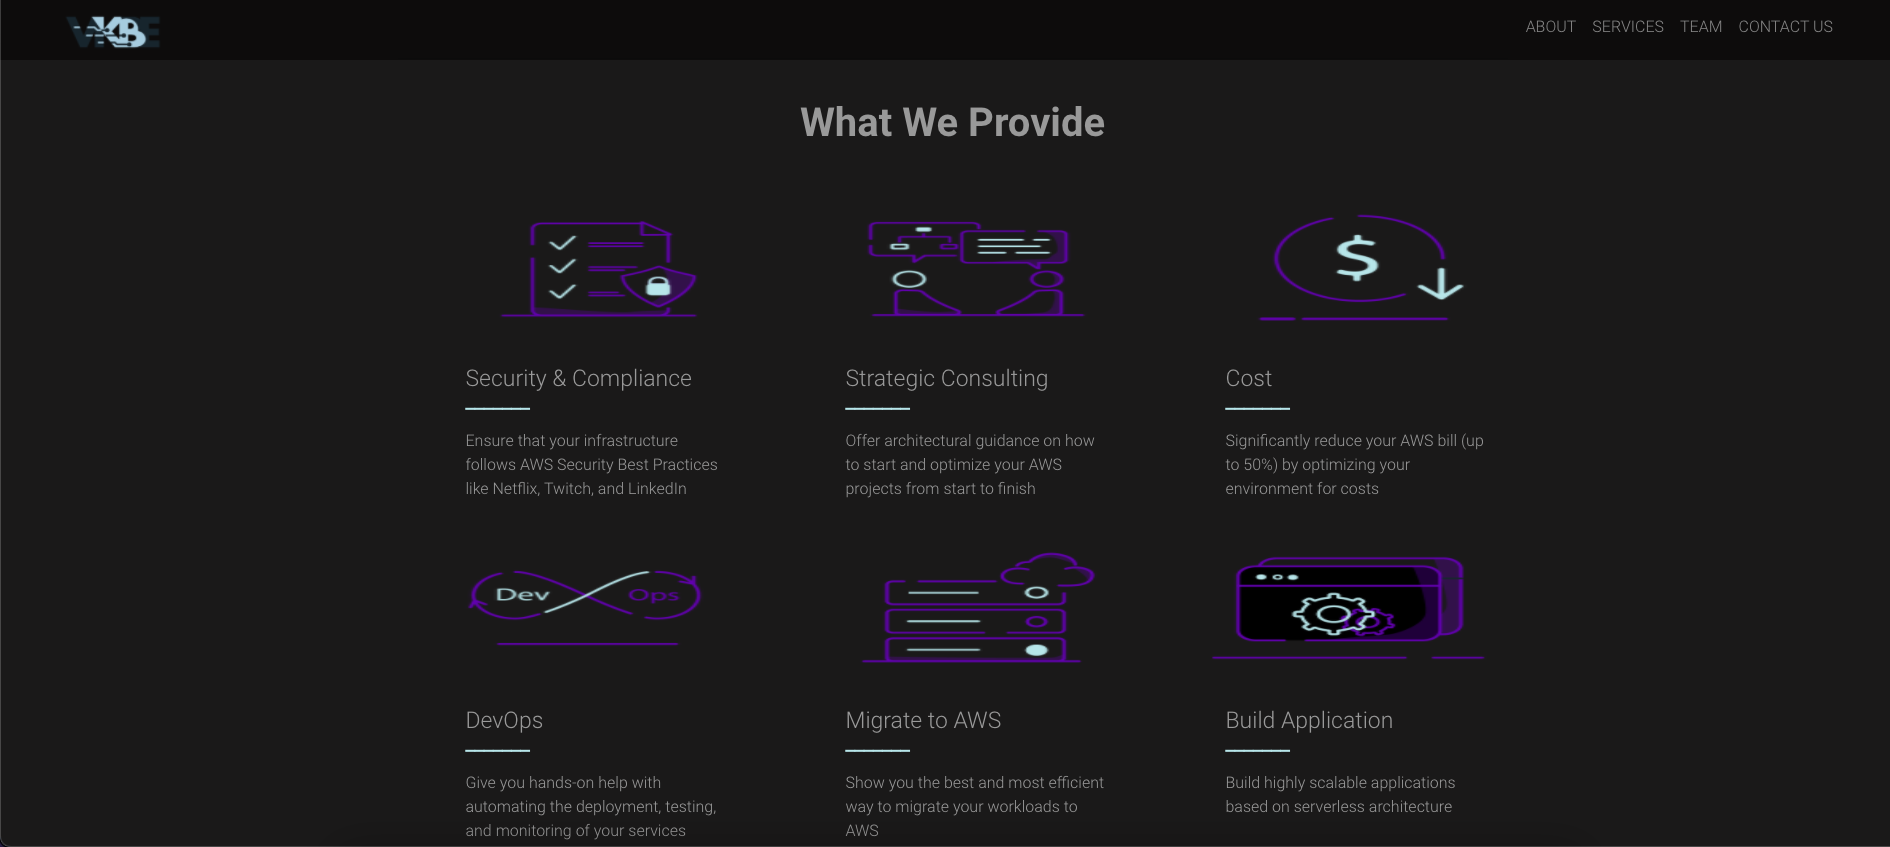 ABOUT SERVICES TEAM CONTACT US
What We Provide
$
Security & Compliance
Ensure that your infrastructure
follows AWS Security Best Practices
like Netflix, Twitch, and LinkedIn
Strategic Consulting
Offer architectural guidance on how
to start and optimize your AWS
projects from start to finish
Cost
Significantly reduce your AWS bill (up
to 50%) by optimizing your
environment for costs
Dev Ops
DevOps
Give you hands-on help with
automating the deployment, testing,
and monitoring of your services
Migrate to AWS
Show you the best and most efficient
way to migrate your workloads to
AWS
Build Application
Build highly scalable applications
based on serverless architecture